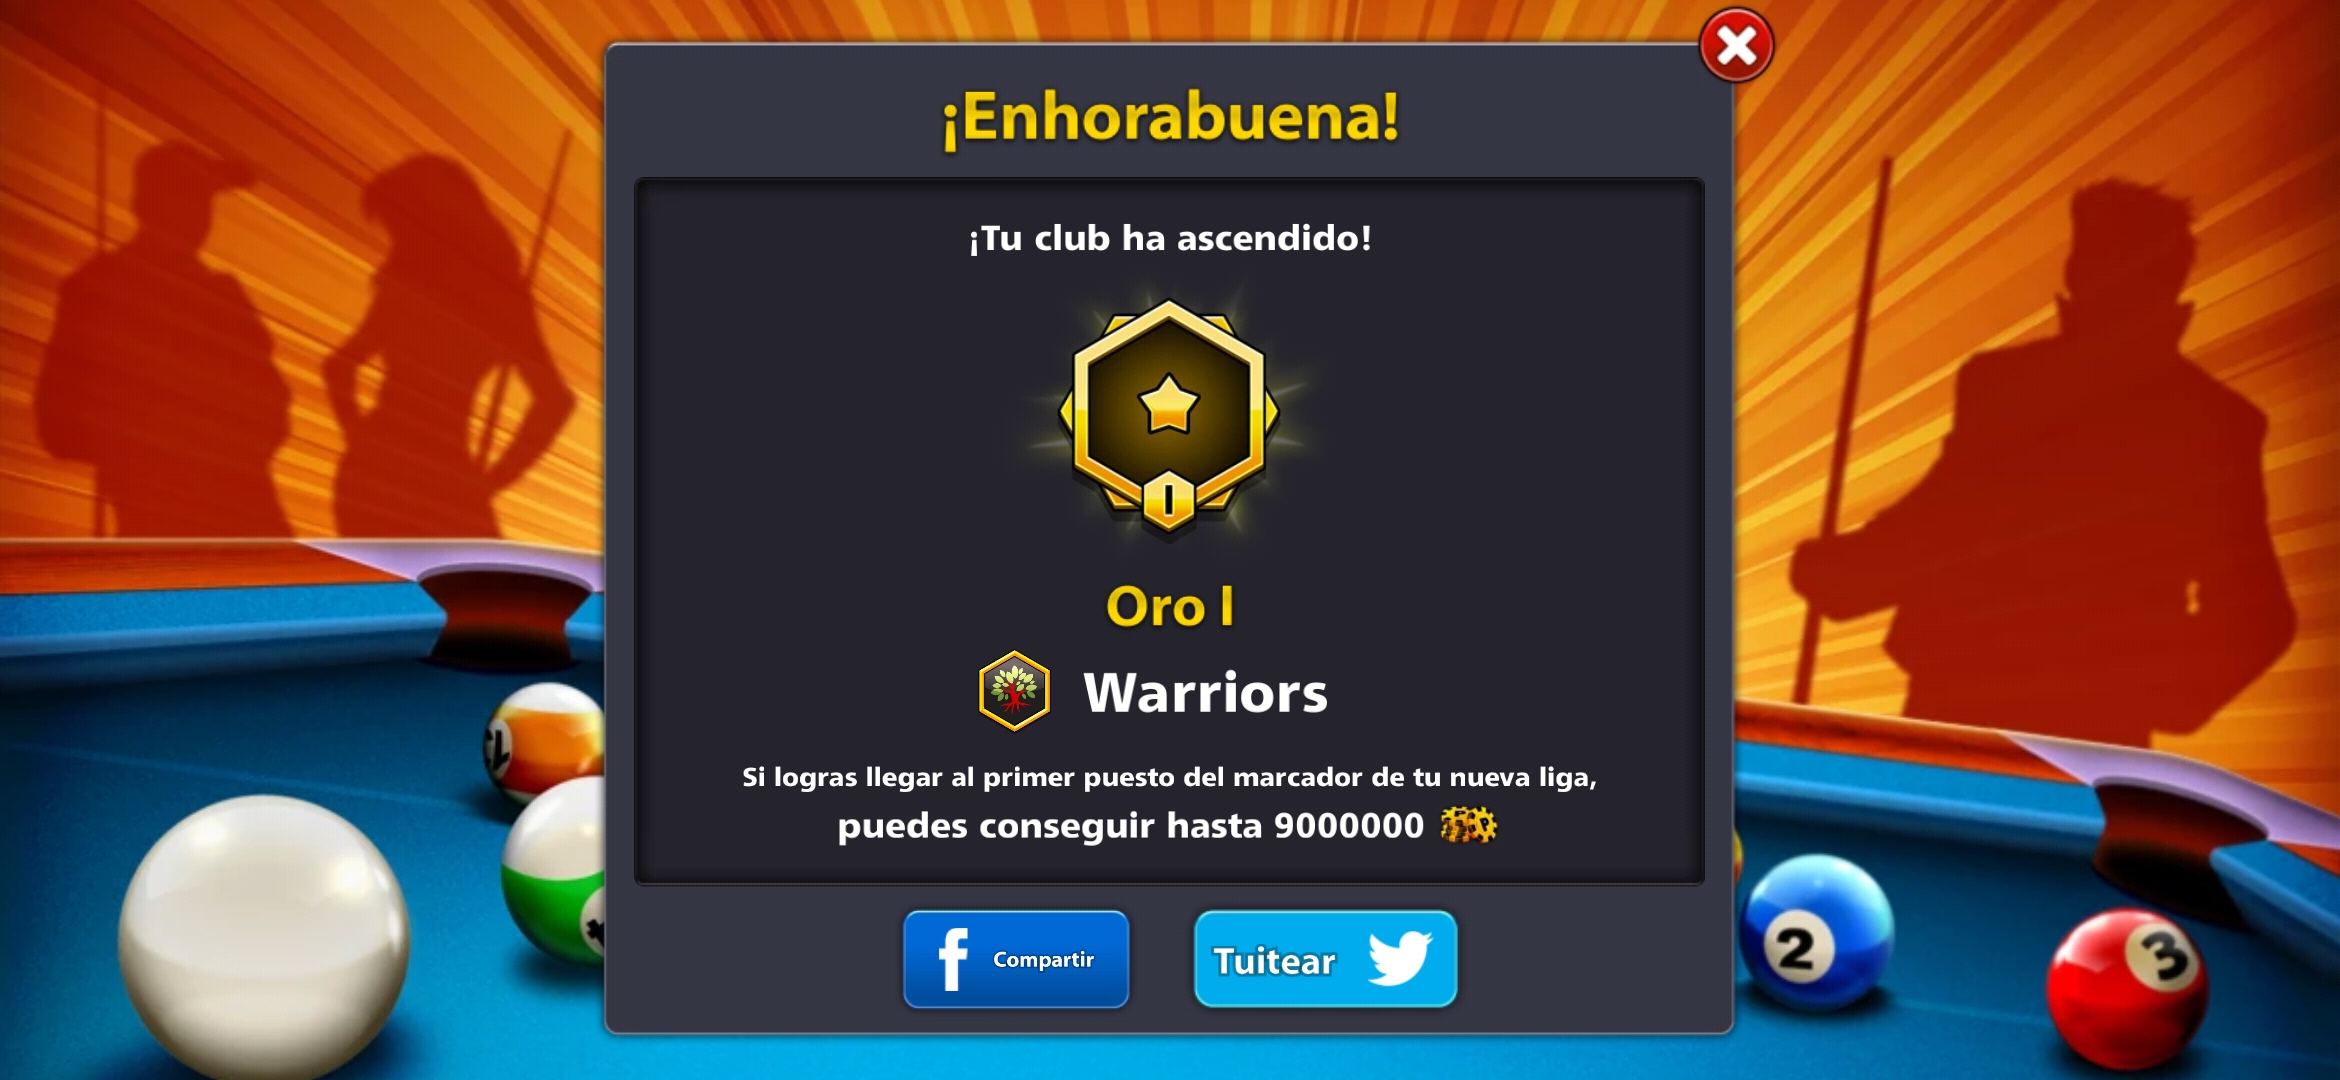 ¡Enhorabuena!
¡Tu club ha ascendido!
I
Oro I
Warriors
Si logras llegar al primer puesto del marcador de tu nueva liga,
puedes conseguir hasta 9000000
f Compartir
Tuitear
2
3